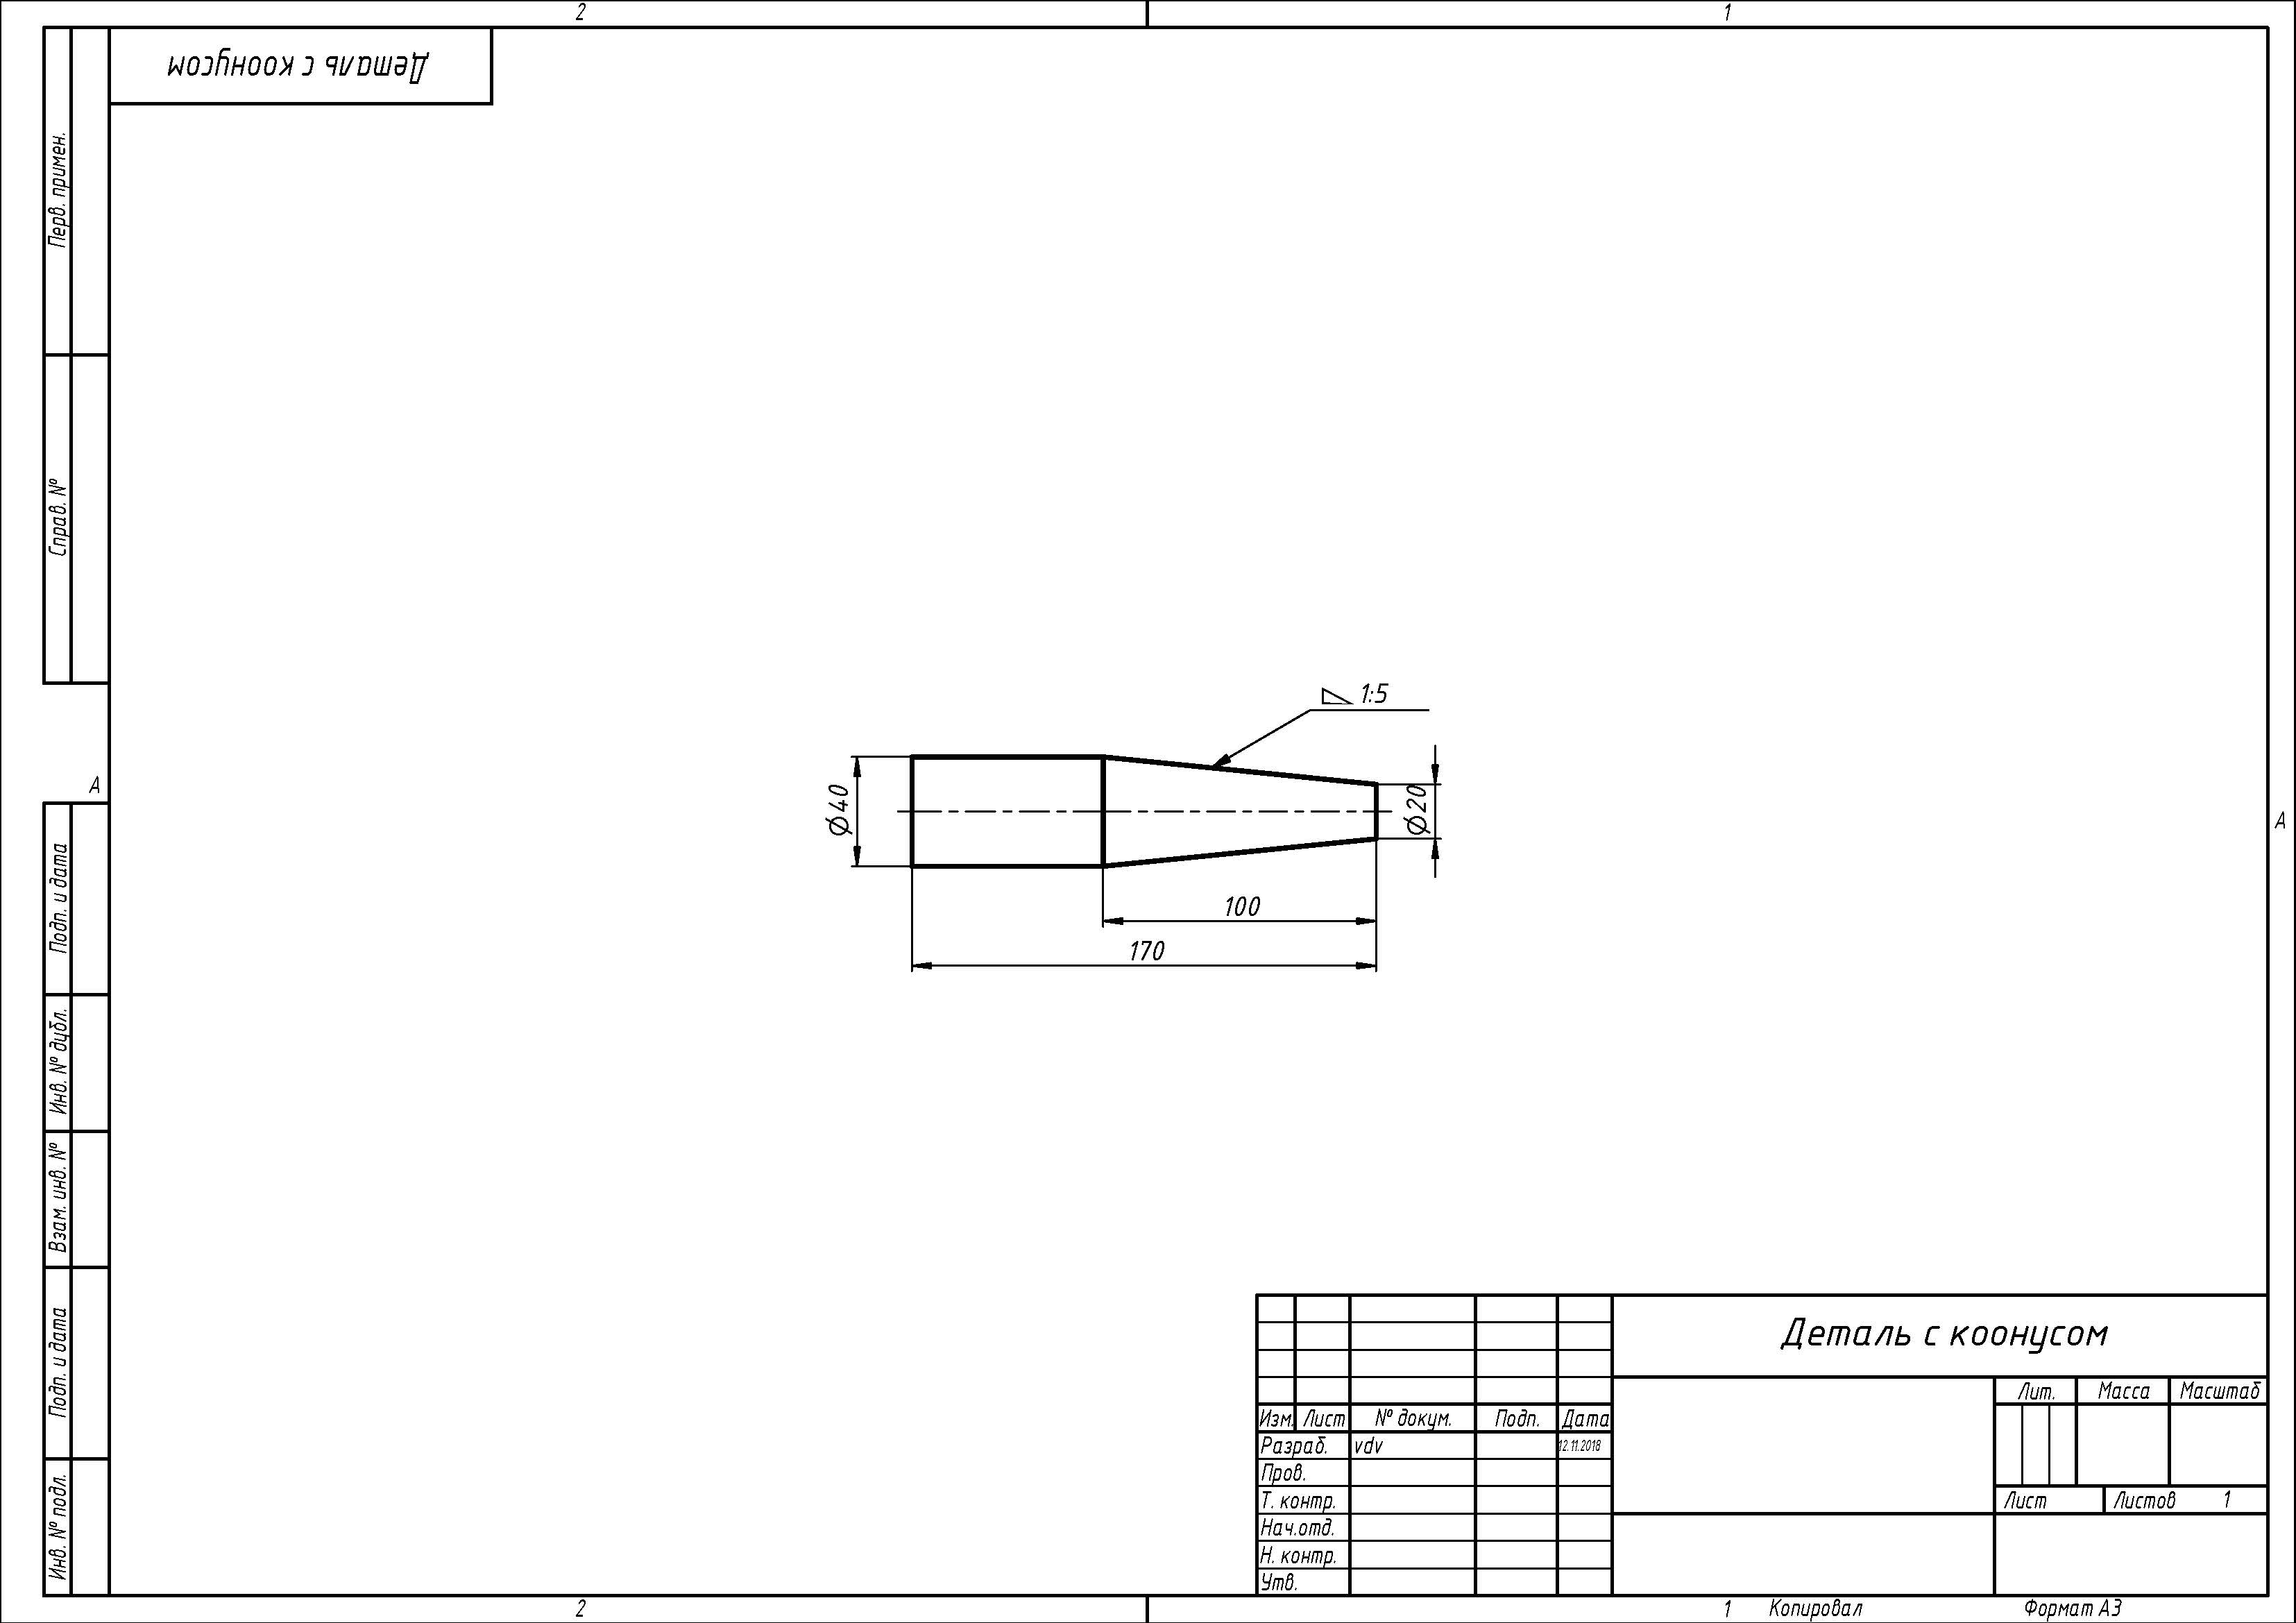 2
1
Деталь с коонусом
Перв. примен.
Справ. №
1:5
А
А
⌀40
⌀20
100
170
Подп. и дата
Инв. № дубл.
Взам. инв. №
Подп. и дата
Инв. № подл.
Деталь с коонусом
Лит. Масса Масштаб
Изм. Лист № докум. Подп. Дата
Разраб. vdv 12.11.2018
Пров.
Т. контр. Лист Листов 1
Нач.отд.
Н. контр.
Утв.
2
1 Копировал Формат А3